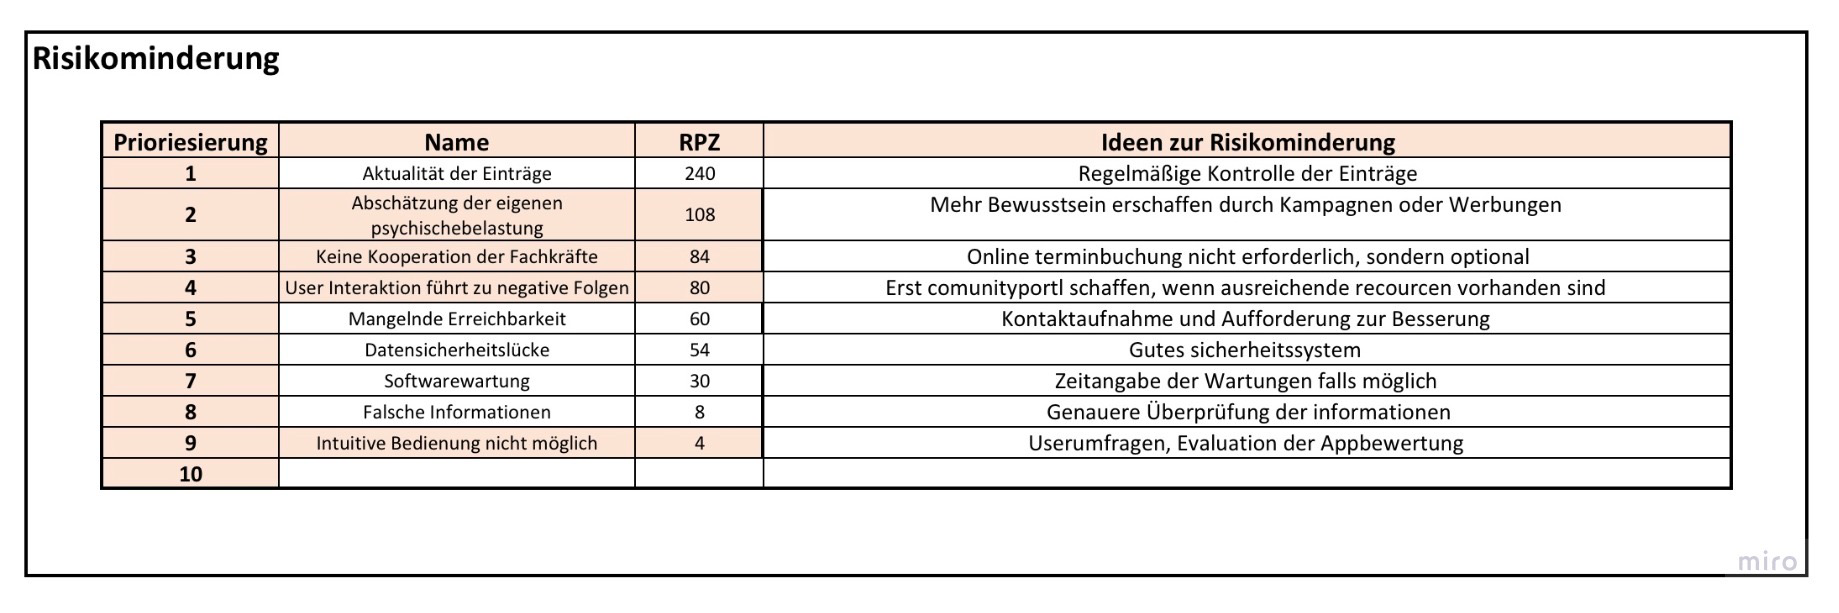 Risikominderung
Prioriesierung Name RPZ Ideen zur Risikominderung
1 Aktualität der Einträge 240 Regelmäßige Kontrolle der Einträge
2 Abschätzung der eigenen psychischebelastung 108 Mehr Bewusstsein erschaffen durch Kampagnen oder Werbungen
3 Keine Kooperation der Fachkräfte 84 Online terminbuchung nicht erforderlich, sondern optional
4 User Interaktion führt zu negative Folgen 80 Erst comunityportl schaffen, wenn ausreichende recourcen vorhanden sind
5 Mangelnde Erreichbarkeit 60 Kontaktaufnahme und Aufforderung zur Besserung
6 Datensicherheitslücke 54 Gutes sicherheitssystem
7 Softwarewartung 30 Zeitangabe der Wartungen falls möglich
8 Falsche Informationen 8 Genauere Überprüfung der informationen
9 Intuitive Bedienung nicht möglich 4 Userumfragen, Evaluation der Appbewertung
10
miro